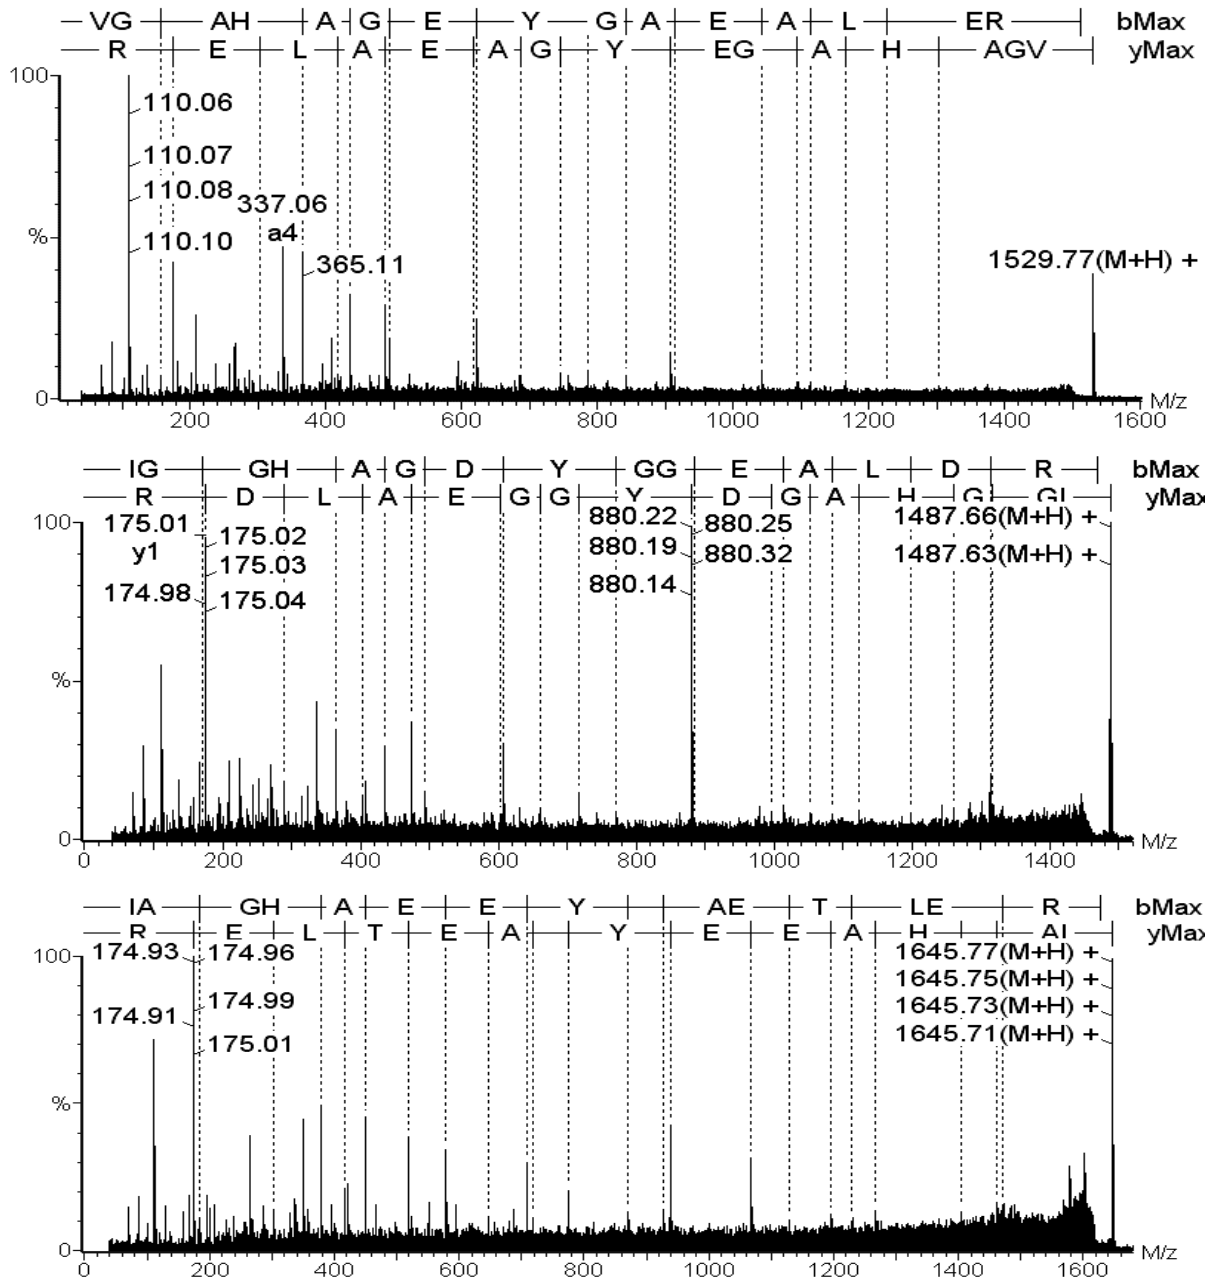 VG AH A G E Y G A E A L ER bMax
R E L A E A G Y EG A H AGV yMax
100
110.06
110.07
110.08
110.10
337.06
a4
365.11
1529.77(M+H) +
%
0
200 400 600 800 1000 1200 1400 1600 M/z
IG GH A G D Y GG E A L D R bMax
R D L A E G G Y D G A H G GI yMax
100
175.01
y1
174.98
175.02
175.03
175.04
880.22
880.19
880.14
880.25
880.32
1487.66(M+H) +
1487.63(M+H) +
%
0
0 200 400 600 800 1000 1200 1400 M/z
IA GH A E E Y AE T LE R bMax
R E L T E A Y E E A H AI yMax
100
174.93
174.91
174.96
174.99
175.01
1645.77(M+H) +
1645.75(M+H) +
1645.73(M+H) +
1645.71(M+H) +
%
0
0 200 400 600 800 1000 1200 1400 1600 M/z